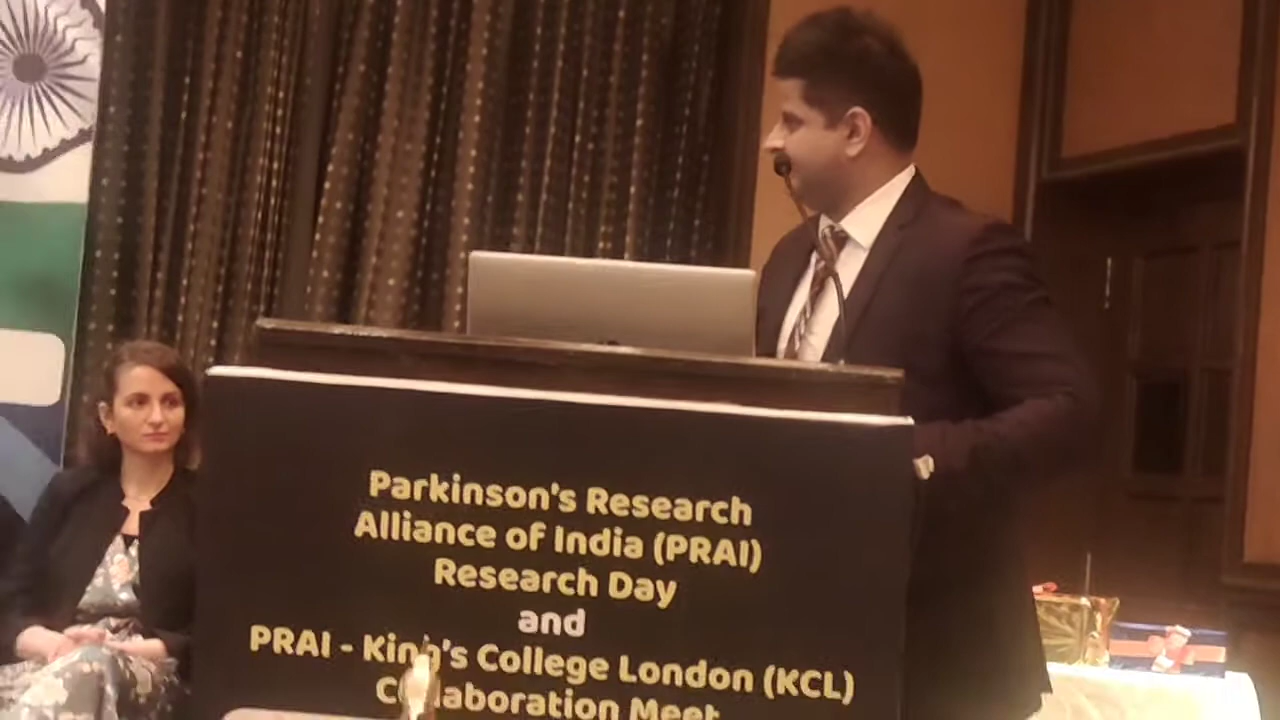 Parkinson's Research
Alliance of India (PRAI)
Research Day
and
PRAI - King's College London (KCL)
Collaboration Meet